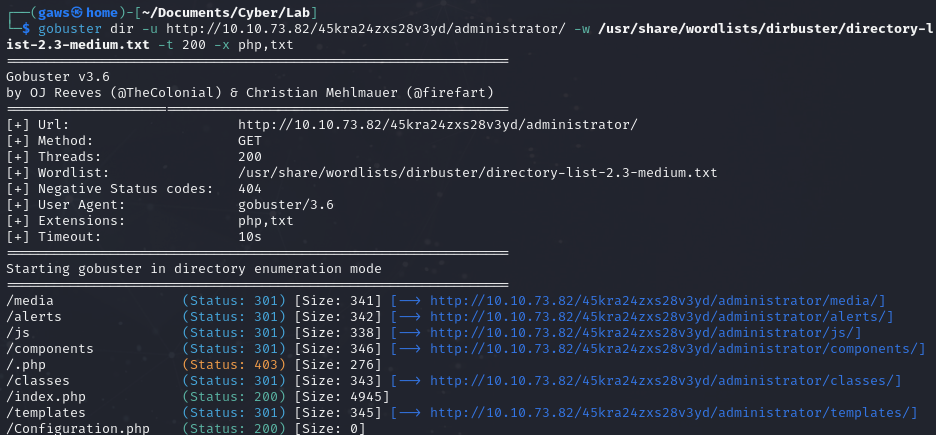 ┌──(gaws㉿home)-[~/Documents/Cyber/Lab]
└─$ gobuster dir -u http://10.10.73.82/45kra24zxs28v3yd/administrator/ -w /usr/share/wordlists/dirbuster/directory-l
ist-2.3-medium.txt -t 200 -x php,txt
===============================================================
Gobuster v3.6
by OJ Reeves (@TheColonial) & Christian Mehlmauer (@firefart)
===============================================================
[+] Url:                     http://10.10.73.82/45kra24zxs28v3yd/administrator/
[+] Method:                  GET
[+] Threads:                 200
[+] Wordlist:                /usr/share/wordlists/dirbuster/directory-list-2.3-medium.txt
[+] Negative Status codes:   404
[+] User Agent:              gobuster/3.6
[+] Extensions:              php,txt
[+] Timeout:                 10s
===============================================================
Starting gobuster in directory enumeration mode
===============================================================
/media                (Status: 301) [Size: 341] [--> http://10.10.73.82/45kra24zxs28v3yd/administrator/media/]
/alerts               (Status: 301) [Size: 342] [--> http://10.10.73.82/45kra24zxs28v3yd/administrator/alerts/]
/js                   (Status: 301) [Size: 338] [--> http://10.10.73.82/45kra24zxs28v3yd/administrator/js/]
/components           (Status: 301) [Size: 346] [--> http://10.10.73.82/45kra24zxs28v3yd/administrator/components/]
/.php                 (Status: 403) [Size: 276]
/classes              (Status: 301) [Size: 343] [--> http://10.10.73.82/45kra24zxs28v3yd/administrator/classes/]
/index.php            (Status: 200) [Size: 4945]
/templates            (Status: 301) [Size: 345] [--> http://10.10.73.82/45kra24zxs28v3yd/administrator/templates/]
/Configuration.php    (Status: 200) [Size: 0]